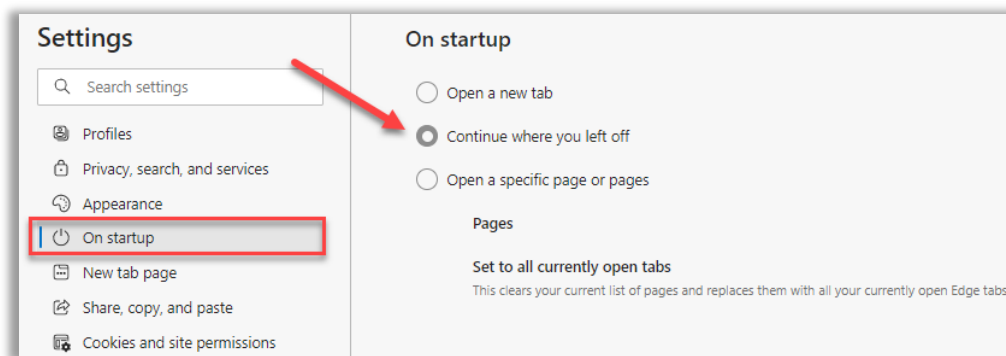 Settings
Search settings
Profiles
Privacy, search, and services
Appearance
On startup
New tab page
Share, copy, and paste
Cookies and site permissions
On startup
Open a new tab
Continue where you left off
Open a specific page or pages
Pages
Set to all currently open tabs
This clears your current list of pages and replaces them with all your currently open Edge tabs